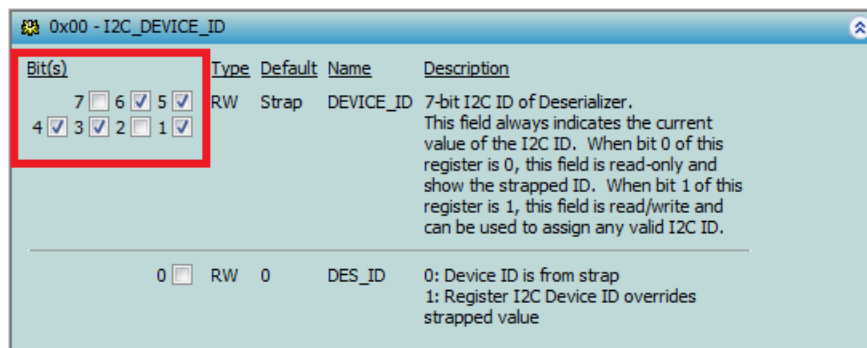 0x00 - I2C_DEVICE_ID
Bit(s) Type Default Name Description
7 6 5 RW Strap DEVICE_ID 7-bit I2C ID of Deserializer.
4 3 2 1 This field always indicates the current
value of the I2C ID. When bit 0 of this
register is 0, this field is read-only and
show the strapped ID. When bit 1 of this
register is 1, this field is read/write and
can be used to assign any valid I2C ID.
0 RW 0 DES_ID 0: Device ID is from strap
1: Register I2C Device ID overrides
strapped value